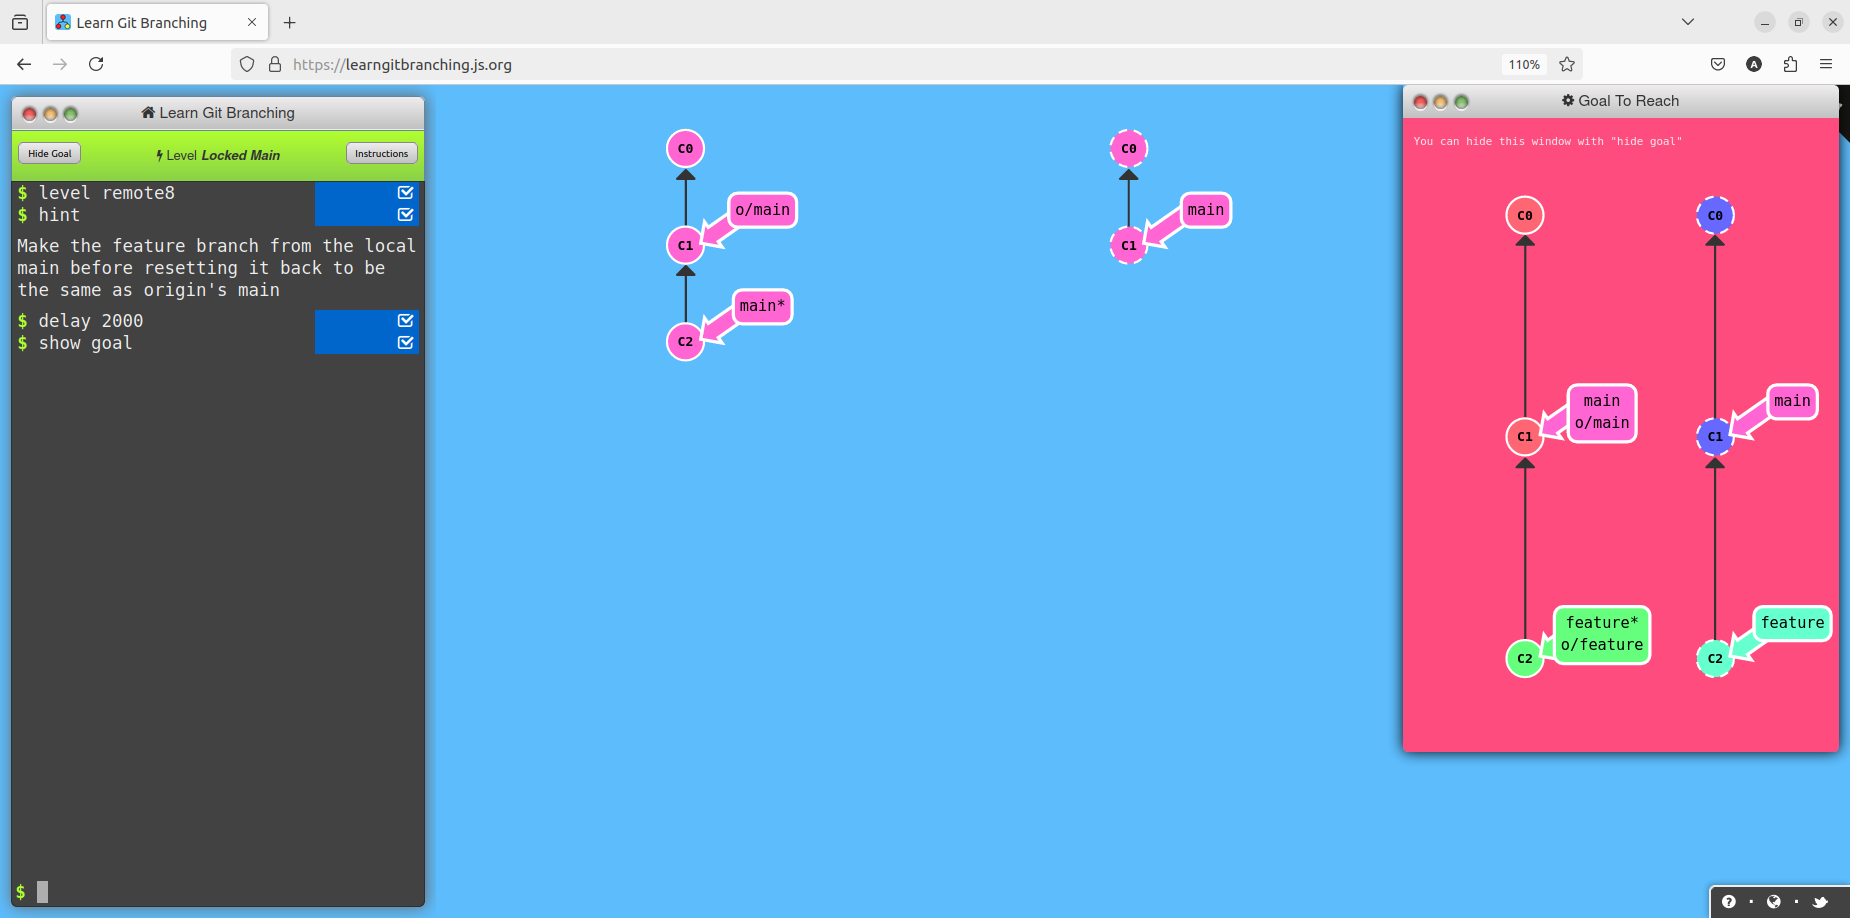 Learn Git Branching
https://learngitbranching.js.org
110%
A
Learn Git Branching
Hide Goal
Level Locked Main
Instructions
$ level remote8
$ hint
Make the feature branch from the local
main before resetting it back to be
the same as origin's main
$ delay 2000
$ show goal
$
C0
o/main
C1
main*
C2
C0
main
C1
Goal To Reach
You can hide this window with "hide goal"
C0
C0
main
o/main
C1
main
C1
feature*
o/feature
C2
feature
C2
?